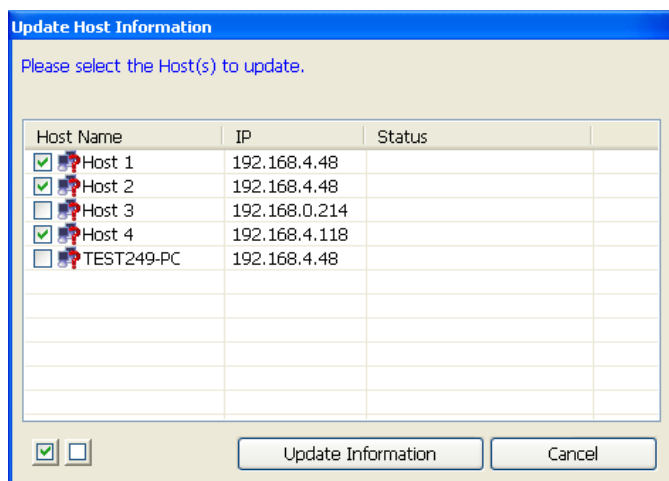 Update Host Information
Please select the Host(s) to update.
Host Name IP Status
Host 1 192.168.4.48
Host 2 192.168.4.48
Host 3 192.168.0.214
Host 4 192.168.4.118
TEST249-PC 192.168.4.48
Update Information Cancel